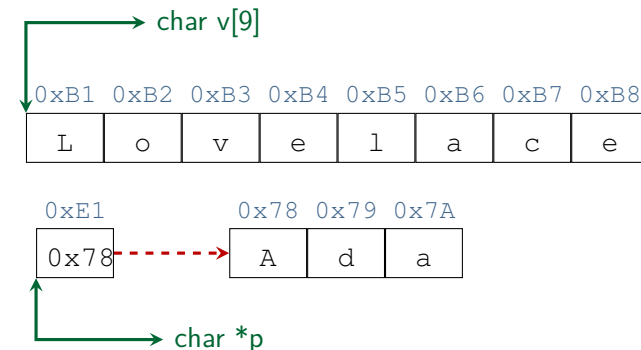 char v[9]
0xB1 0xB2 0xB3 0xB4 0xB5 0xB6 0xB7 0xB8
L o v e l a c e
0xE1 0x78 0x79 0x7A
0x78 A d a
char *p